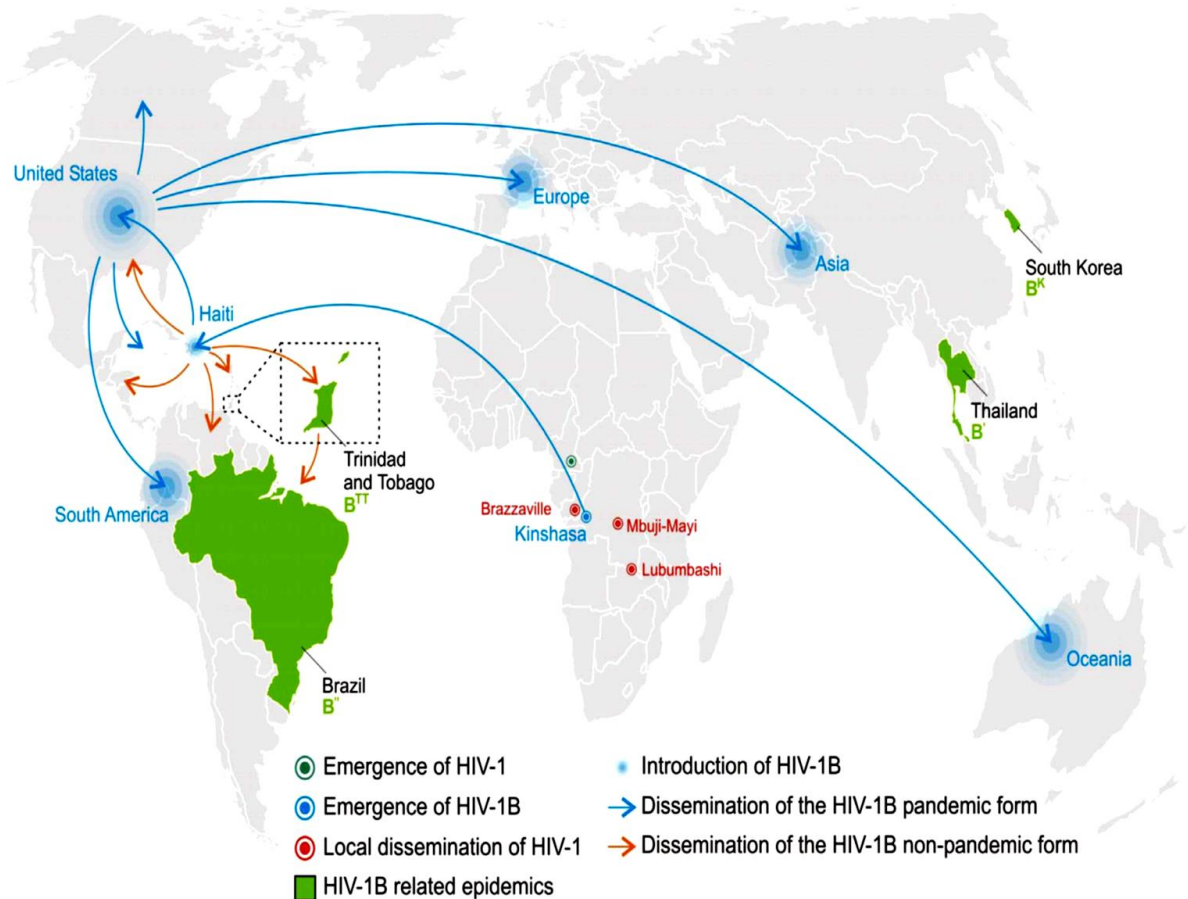 United States
Europe
Asia
South Korea
B^K
Haiti
Thailand
B'
Trinidad
and Tobago
B^TT
South America
Brazzaville
Kinshasa
Mbuji-Mayi
Lubumbashi
Oceania
Brazil
B"
Emergence of HIV-1
Emergence of HIV-1B
Local dissemination of HIV-1
HIV-1B related epidemics
Introduction of HIV-1B
Dissemination of the HIV-1B pandemic form
Dissemination of the HIV-1B non-pandemic form